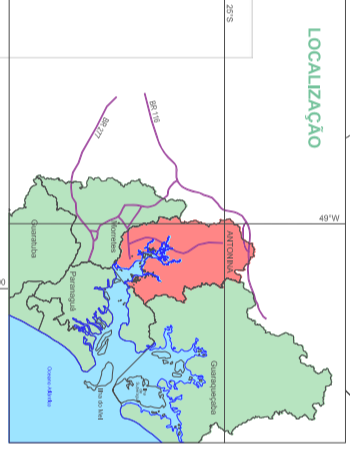 LOCALIZAÇÃO
25°S
49°W
BR 116
BR 277
ANTONINA
Morretes
Guaraqueçaba
Guaratuba
Paranaguá
Ilha do Mel
Oceano Atlântico